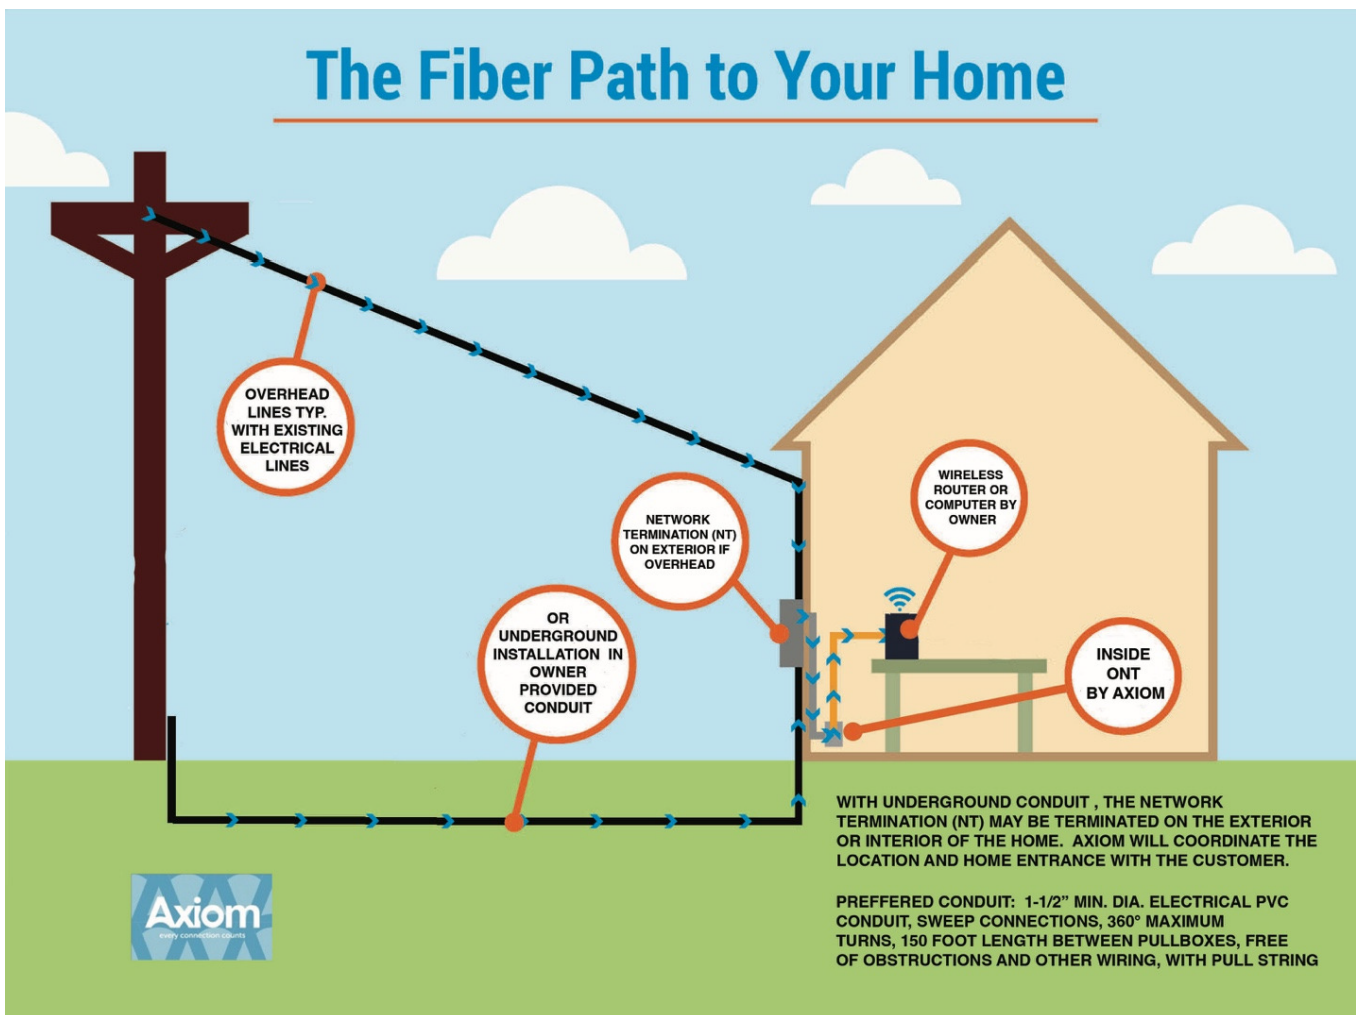 The Fiber Path to Your Home
OVERHEAD
LINES TYP.
WITH EXISTING
ELECTRICAL
LINES
NETWORK
TERMINATION (NT)
ON EXTERIOR IF
OVERHEAD
WIRELESS
ROUTER OR
COMPUTER BY
OWNER
OR
UNDERGROUND
INSTALLATION IN
OWNER
PROVIDED
CONDUIT
INSIDE
ONT
BY AXIOM
WITH UNDERGROUND CONDUIT , THE NETWORK
TERMINATION (NT) MAY BE TERMINATED ON THE EXTERIOR
OR INTERIOR OF THE HOME. AXIOM WILL COORDINATE THE
LOCATION AND HOME ENTRANCE WITH THE CUSTOMER.
PREFFERED CONDUIT: 1-1/2” MIN. DIA. ELECTRICAL PVC
CONDUIT, SWEEP CONNECTIONS, 360° MAXIMUM
TURNS, 150 FOOT LENGTH BETWEEN PULLBOXES, FREE
OF OBSTRUCTIONS AND OTHER WIRING, WITH PULL STRING
Axiom
every connection counts